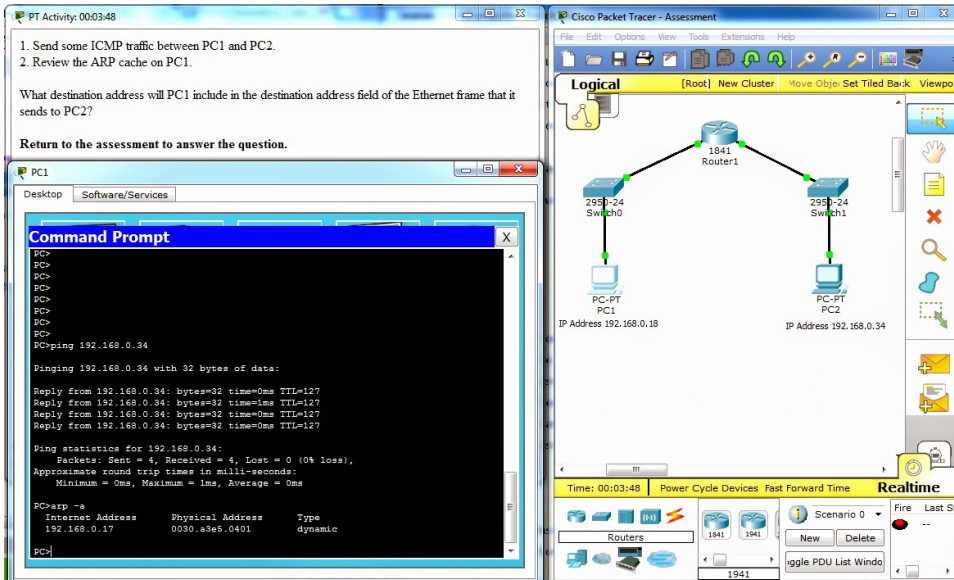 PT Activity: 00:03:48
1. Send some ICMP traffic between PC1 and PC2.
2. Review the ARP cache on PC1.
What destination address will PC1 include in the destination address field of the Ethernet frame that it
sends to PC2?
Return to the assessment to answer the question.
PC1
Desktop Software/Services
Command Prompt X
PC>
PC>
PC>
PC>
PC>
PC>
PC>
PC>
PC>ping 192.168.0.34
Pinging 192.168.0.34 with 32 bytes of data:
Reply from 192.168.0.34: bytes=32 time=0ms TTL=127
Reply from 192.168.0.34: bytes=32 time=1ms TTL=127
Reply from 192.168.0.34: bytes=32 time=0ms TTL=127
Reply from 192.168.0.34: bytes=32 time=0ms TTL=127
Ping statistics for 192.168.0.34:
Packets: Sent = 4, Received = 4, Lost = 0 (0% loss),
Approximate round trip times in milli-seconds:
Minimum = 0ms, Maximum = 1ms, Average = 0ms
PC>arp -a
Internet Address Physical Address Type
192.168.0.17 0030.a3e5.0401 dynamic
PC>
Cisco Packet Tracer - Assessment
File Edit Options View Tools Extensions Help
Logical [Root] New Cluster Move Obje Set Tiled Back Viewpo
1841
Router1
2950-24
Switch0
2950-24
Switch1
PC-PT
PC1
IP Address 192.168.0.18
PC-PT
PC2
IP Address 192.168.0.34
Time: 00:03:48 Power Cycle Devices Fast Forward Time Realtime
Routers
1841
1941
1941
Scenario 0
New Delete
oggle PDU List Windo
Fire Last S
--